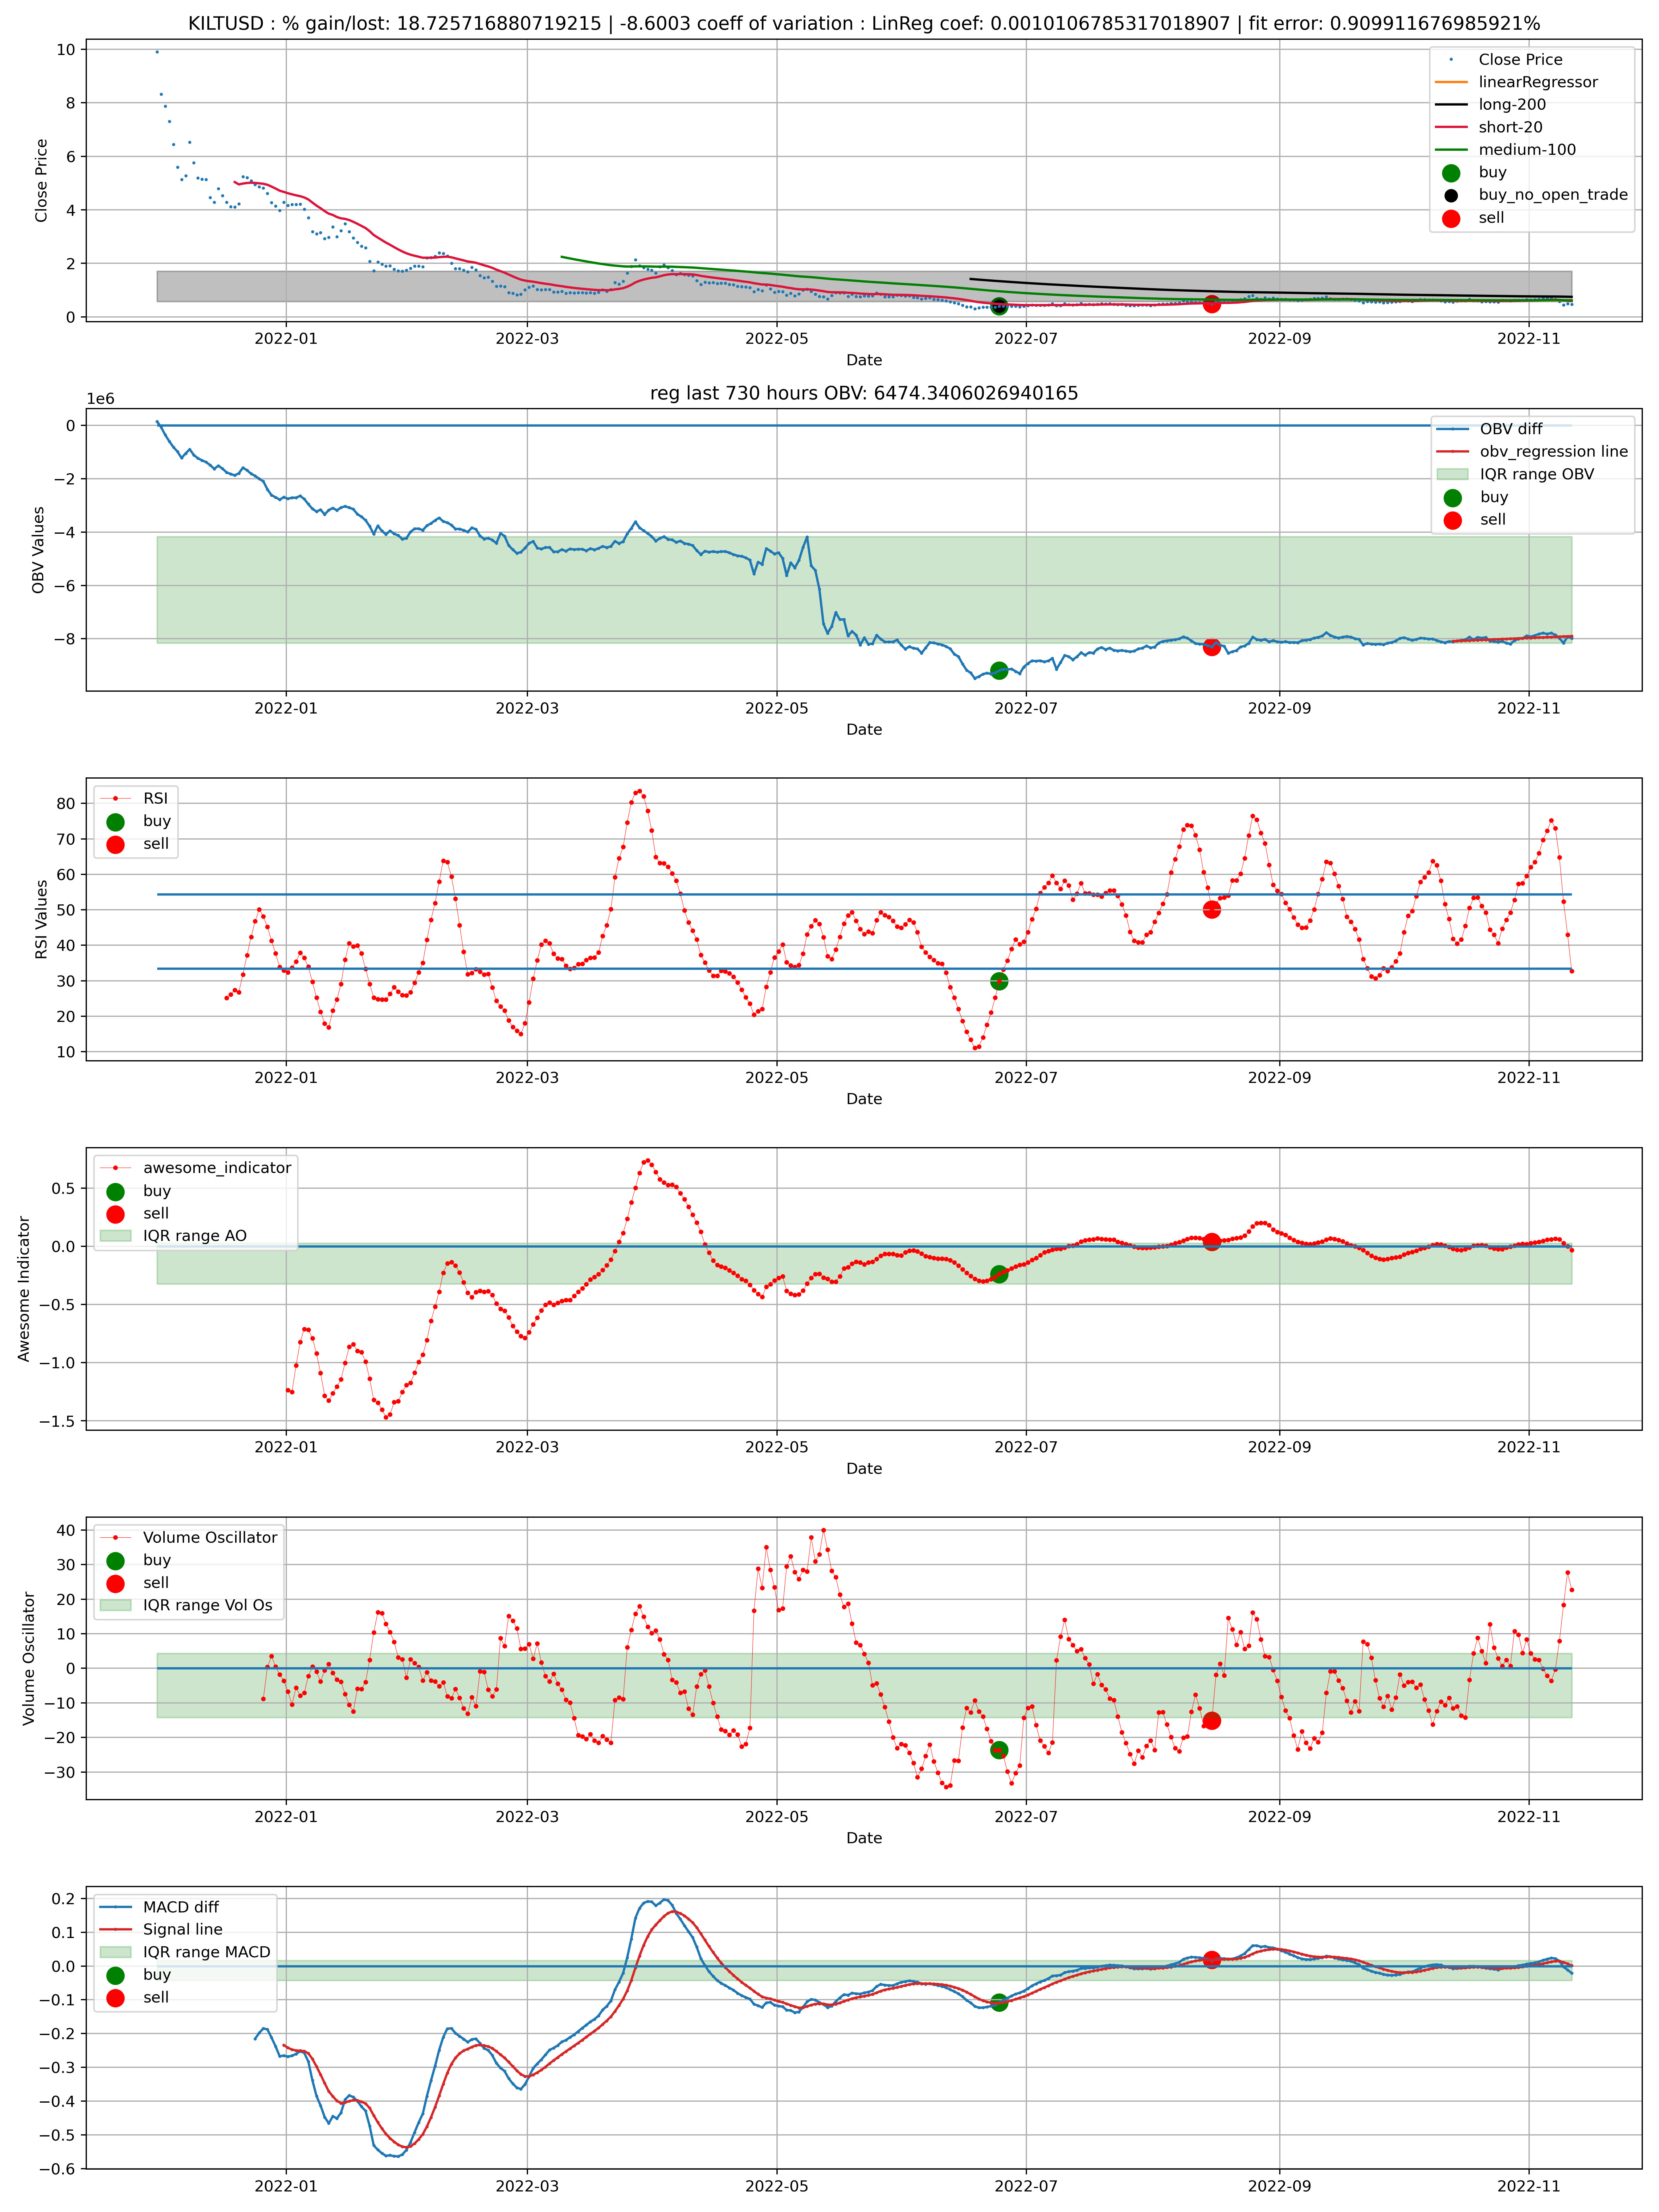 KILTUSD : % gain/lost: 18.725716880719215 | -8.6003 coeff of variation : LinReg coef: 0.0010106785317018907 | fit error: 0.909911676985921%
10
8
6
4
2
0
Close Price
Close Price
linearRegressor
long-200
short-20
medium-100
buy
buy_no_open_trade
sell
2022-01 2022-03 2022-05 2022-07 2022-09 2022-11
Date
reg last 730 hours OBV: 6474.3406026940165
1e6
0
−2
−4
−6
−8
OBV Values
OBV diff
obv_regression line
IQR range OBV
buy
sell
2022-01 2022-03 2022-05 2022-07 2022-09 2022-11
Date
80
70
60
50
40
30
20
10
RSI Values
RSI
buy
sell
2022-01 2022-03 2022-05 2022-07 2022-09 2022-11
Date
0.5
0.0
−0.5
−1.0
−1.5
Awesome Indicator
awesome_indicator
buy
sell
IQR range AO
2022-01 2022-03 2022-05 2022-07 2022-09 2022-11
Date
40
30
20
10
0
−10
−20
−30
Volume Oscillator
Volume Oscillator
buy
sell
IQR range Vol Os
2022-01 2022-03 2022-05 2022-07 2022-09 2022-11
Date
0.2
0.1
0.0
−0.1
−0.2
−0.3
−0.4
−0.5
−0.6
MACD diff
Signal line
IQR range MACD
buy
sell
2022-01 2022-03 2022-05 2022-07 2022-09 2022-11